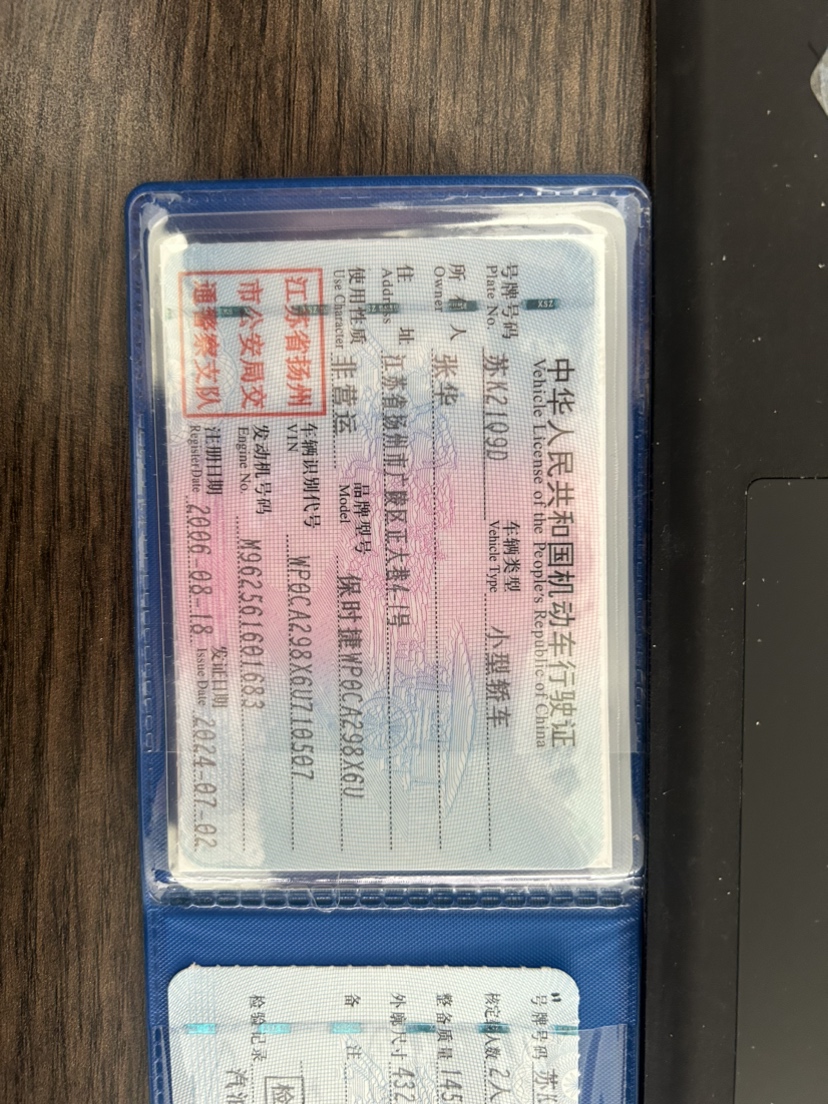 中华人民共和国机动车行驶证
Vehicle License of the People's Republic of China
号牌号码 苏K21Q9D 车辆类型 小型轿车
Plate No. Vehicle Type
所有人 张华
Owner
住址 江苏省扬州市广陵区正大巷4-1号
Address
使用性质 非营运 品牌型号 保时捷WP0CA298X6U
Use Character Model
江苏省扬州
市公安局交
通警察支队
车辆识别代号 WP0CA298X6U710507
VIN
发动机号码 M962561601683
Engine No.
注册日期 2006-08-18 发证日期 2024-07-02
Register Date Issue Date
号牌号码 苏
核定载人数 2人
整备质量 145
外廓尺寸 432
备注
检验记录
检